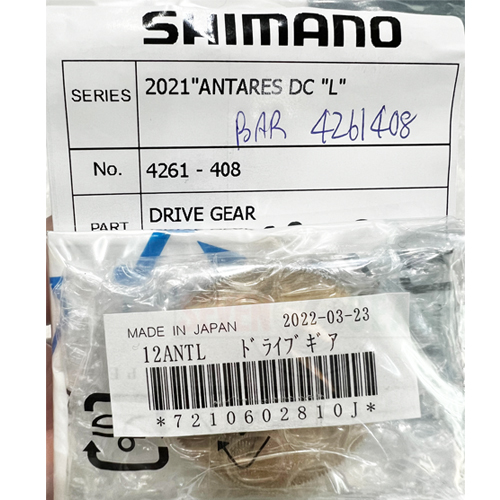 SHIMANO
SERIES 2021"ANTARES DC "L"
BAR 4261408
No. 4261 - 408
PART DRIVE GEAR
MADE IN JAPAN 2022-03-23
12ANTL ﾄﾞﾗｲﾌﾞｷﾞｱ
*7210602810J*